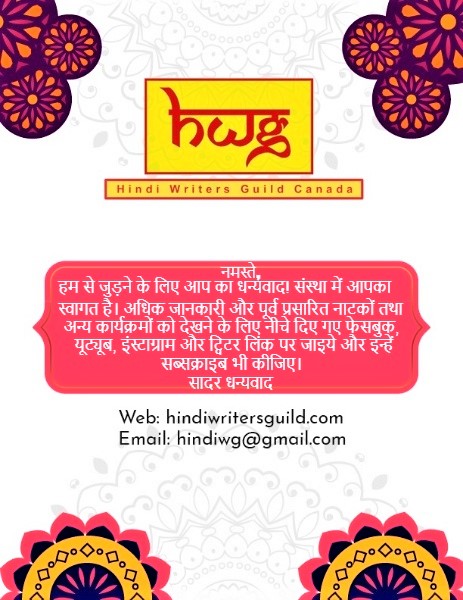 hwg
Hindi Writers Guild Canada
नमस्ते,
हम से जुड़ने के लिए आप का धन्यवाद! संस्था में आपका
स्वागत है। अधिक जानकारी और पूर्व प्रसारित नाटकों तथा
अन्य कार्यक्रमों को देखने के लिए नीचे दिए गए फेसबुक,
यूट्यूब, इंस्टाग्राम और ट्विटर लिंक पर जाइये और इन्हें
सब्सक्राइब भी कीजिए।
सादर धन्यवाद
Web: hindiwritersguild.com
Email: hindiwg@gmail.com